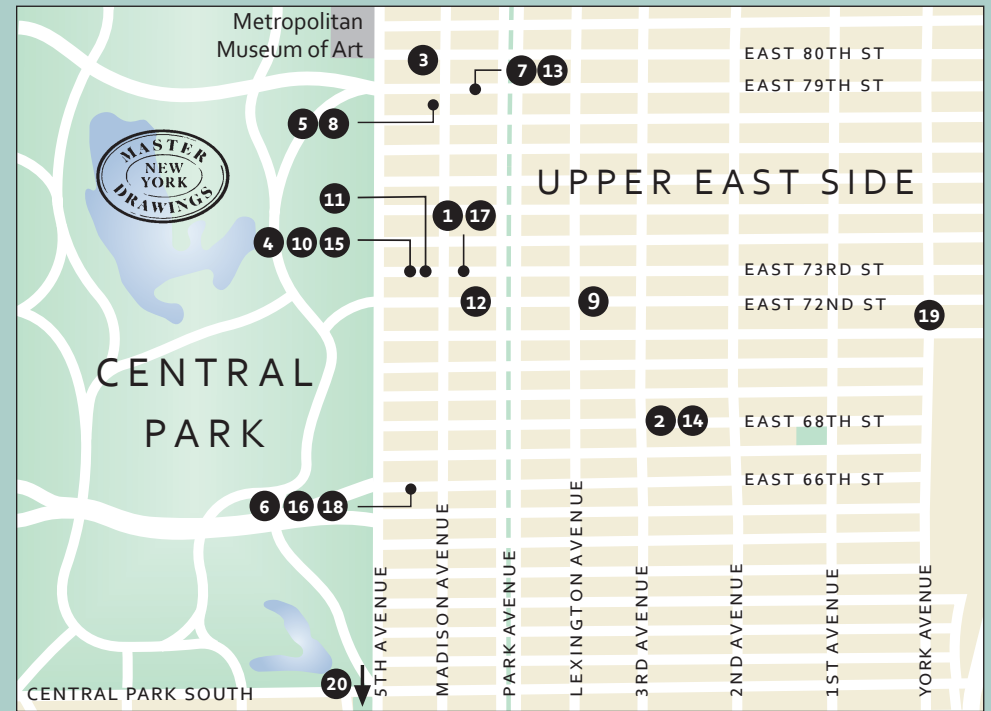 Metropolitan
Museum of Art
3
7 13
EAST 80TH ST
EAST 79TH ST
5 8
MASTER
NEW
YORK
DRAWINGS
UPPER EAST SIDE
11
1 17
4 10 15
EAST 73RD ST
12
9
EAST 72ND ST
19
CENTRAL
PARK
2 14
EAST 68TH ST
EAST 66TH ST
6 16 18
5TH AVENUE
MADISON AVENUE
PARK AVENUE
LEXINGTON AVENUE
3RD AVENUE
2ND AVENUE
1ST AVENUE
YORK AVENUE
20
CENTRAL PARK SOUTH